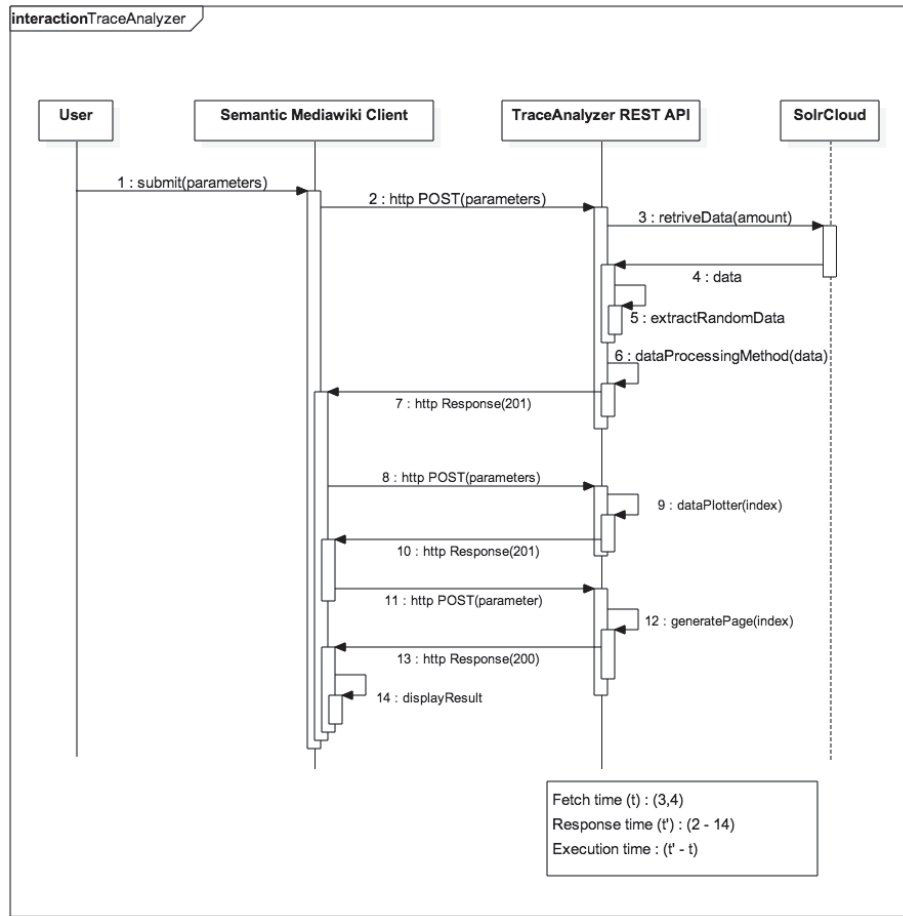 interactionTraceAnalyzer
User
Semantic Mediawiki Client
TraceAnalyzer REST API
SolrCloud
1 : submit(parameters)
2 : http POST(parameters)
3 : retriveData(amount)
4 : data
5 : extractRandomData
6 : dataProcessingMethod(data)
7 : http Response(201)
8 : http POST(parameters)
9 : dataPlotter(index)
10 : http Response(201)
11 : http POST(parameter)
12 : generatePage(index)
13 : http Response(200)
14 : displayResult
Fetch time (t) : (3,4)
Response time (t') : (2 - 14)
Execution time : (t' - t)